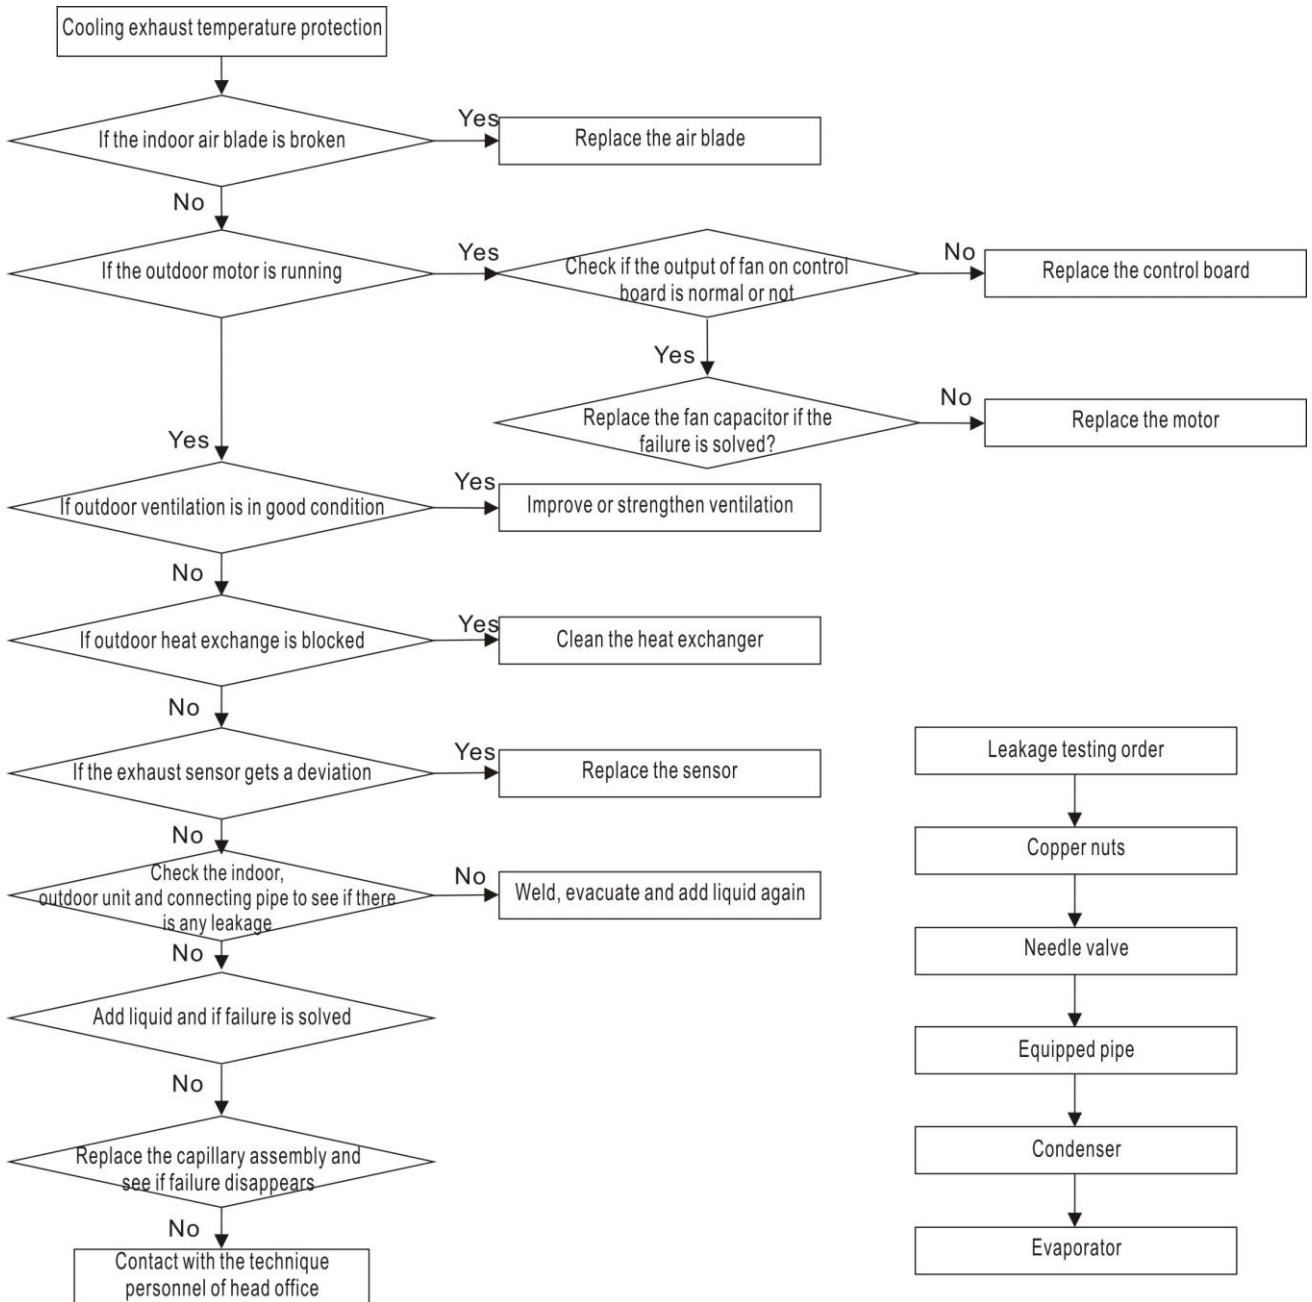 Cooling exhaust temperature protection
If the indoor air blade is broken
Yes
Replace the air blade
No
If the outdoor motor is running
Yes
Check if the output of fan on control
board is normal or not
No
Replace the control board
Yes
Replace the fan capacitor if the
failure is solved?
No
Replace the motor
Yes
If outdoor ventilation is in good condition
Yes
Improve or strengthen ventilation
No
If outdoor heat exchange is blocked
Yes
Clean the heat exchanger
No
If the exhaust sensor gets a deviation
Yes
Replace the sensor
No
Check the indoor,
outdoor unit and connecting pipe to see if there
is any leakage
No
Weld, evacuate and add liquid again
No
Add liquid and if failure is solved
No
Replace the capillary assembly and
see if failure disappears
No
Contact with the technique
personnel of head office
Leakage testing order
Copper nuts
Needle valve
Equipped pipe
Condenser
Evaporator